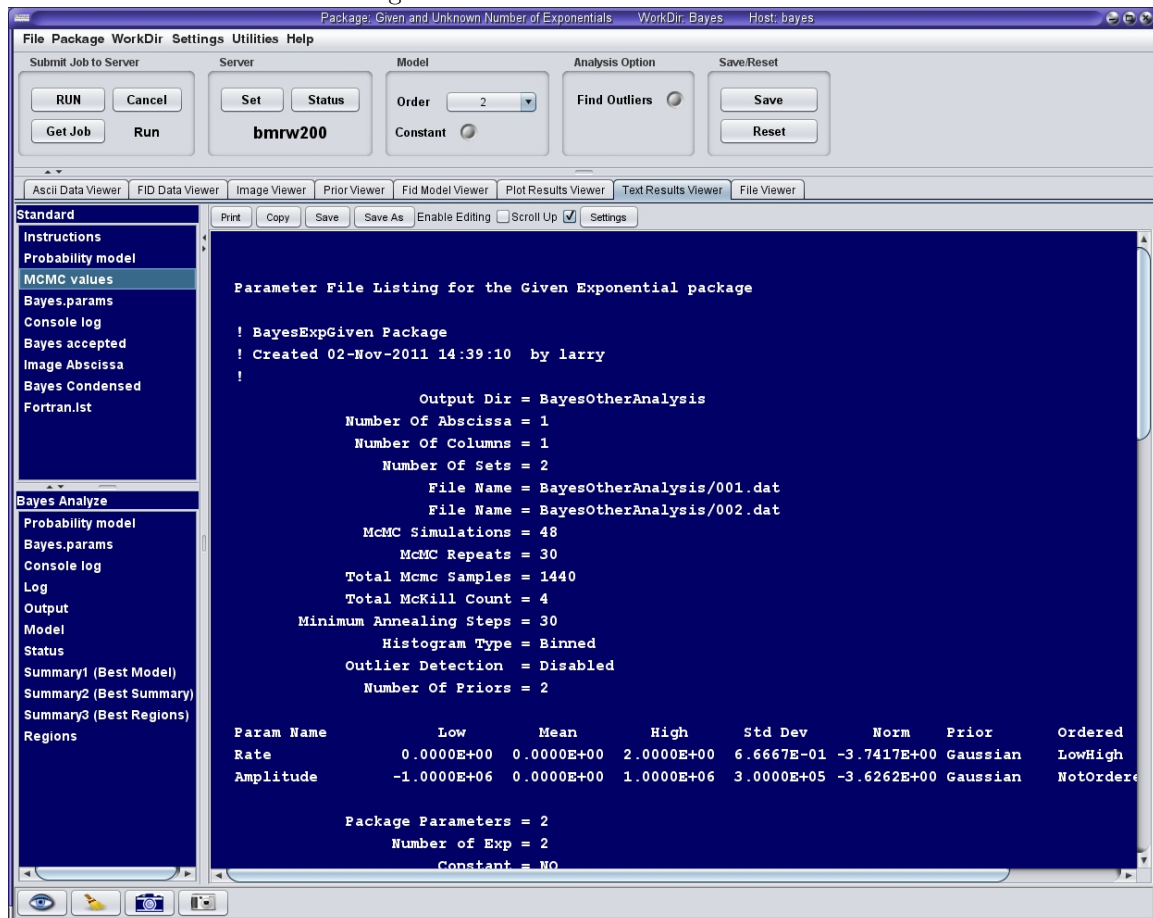 Package: Given and Unknown Number of Exponentials WorkDir: Bayes Host: bayes
File Package WorkDir Settings Utilities Help
Submit Job to Server Server Model Analysis Option Save/Reset
RUN Cancel Set Status Order 2 Find Outliers Save
Get Job Run bmrw200 Constant Reset
Ascii Data Viewer FID Data Viewer Image Viewer Prior Viewer Fid Model Viewer Plot Results Viewer Text Results Viewer File Viewer
Standard
Instructions
Probability model
MCMC values
Bayes.params
Console log
Bayes accepted
Image Abscissa
Bayes Condensed
Fortran.lst
Bayes Analyze
Probability model
Bayes.params
Console log
Log
Output
Model
Status
Summary1 (Best Model)
Summary2 (Best Summary)
Summary3 (Best Regions)
Regions
Print Copy Save Save As Enable Editing Scroll Up Settings
Parameter File Listing for the Given Exponential package
! BayesExpGiven Package
! Created 02-Nov-2011 14:39:10 by larry
!
Output Dir = BayesOtherAnalysis
Number Of Abscissa = 1
Number Of Columns = 1
Number Of Sets = 2
File Name = BayesOtherAnalysis/001.dat
File Name = BayesOtherAnalysis/002.dat
McMC Simulations = 48
McMC Repeats = 30
Total Mcmc Samples = 1440
Total McKill Count = 4
Minimum Annealing Steps = 30
Histogram Type = Binned
Outlier Detection = Disabled
Number Of Priors = 2
Param Name Low Mean High Std Dev Norm Prior Ordered
Rate 0.0000E+00 0.0000E+00 2.0000E+00 6.6667E-01 -3.7417E+00 Gaussian LowHigh
Amplitude -1.0000E+06 0.0000E+00 1.0000E+06 3.0000E+05 -3.6262E+00 Gaussian NotOrdere
Package Parameters = 2
Number of Exp = 2
Constant = NO